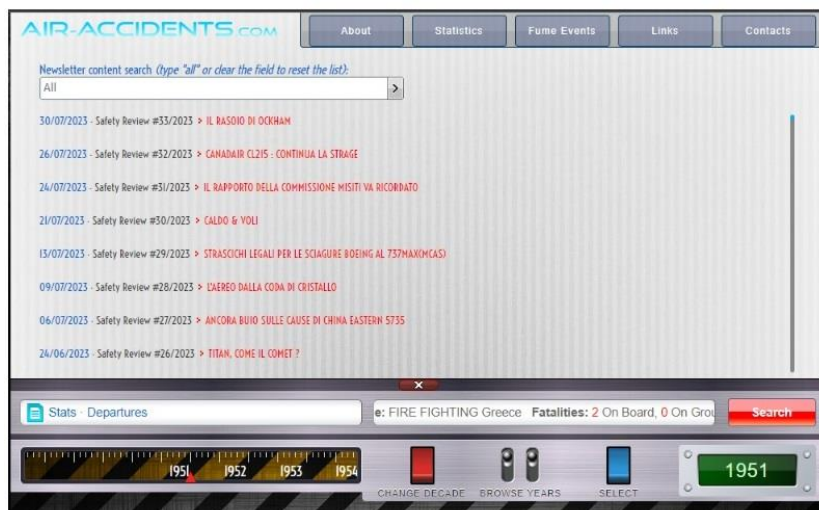 AIR-ACCIDENTS.COM
About
Statistics
Fume Events
Links
Contacts
Newsletter content search (type "all" or clear the field to reset the list):
All
30/07/2023 - Safety Review #33/2023 > IL RASOIO DI OCKHAM
26/07/2023 - Safety Review #32/2023 > CANADAIR CL215 : CONTINUA LA STRAGE
24/07/2023 - Safety Review #31/2023 > IL RAPPORTO DELLA COMMISSIONE MISITI VA RICORDATO
21/07/2023 - Safety Review #30/2023 > CALDO & VOLI
13/07/2023 - Safety Review #29/2023 > STRASCICHI LEGALI PER LE SCIAGURE BOEING AL 737MAX(MCAS)
09/07/2023 - Safety Review #28/2023 > L'AEREO DALLA CODA DI CRISTALLO
06/07/2023 - Safety Review #27/2023 > ANCORA BUIO SULLE CAUSE DI CHINA EASTERN 5735
24/06/2023 - Safety Review #26/2023 > TITAN, COME IL COMET ?
X
Stats · Departures
e: FIRE FIGHTING Greece Fatalities: 2 On Board, 0 On Grou
Search
1951 1952 1953 1954
CHANGE DECADE
BROWSE YEARS
SELECT
1951